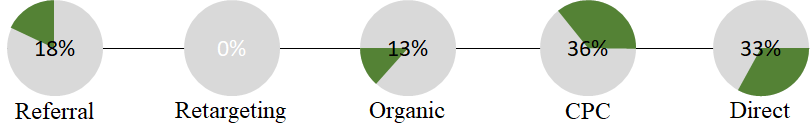 18% 0% 13% 36% 33%
Referral Retargeting Organic CPC Direct